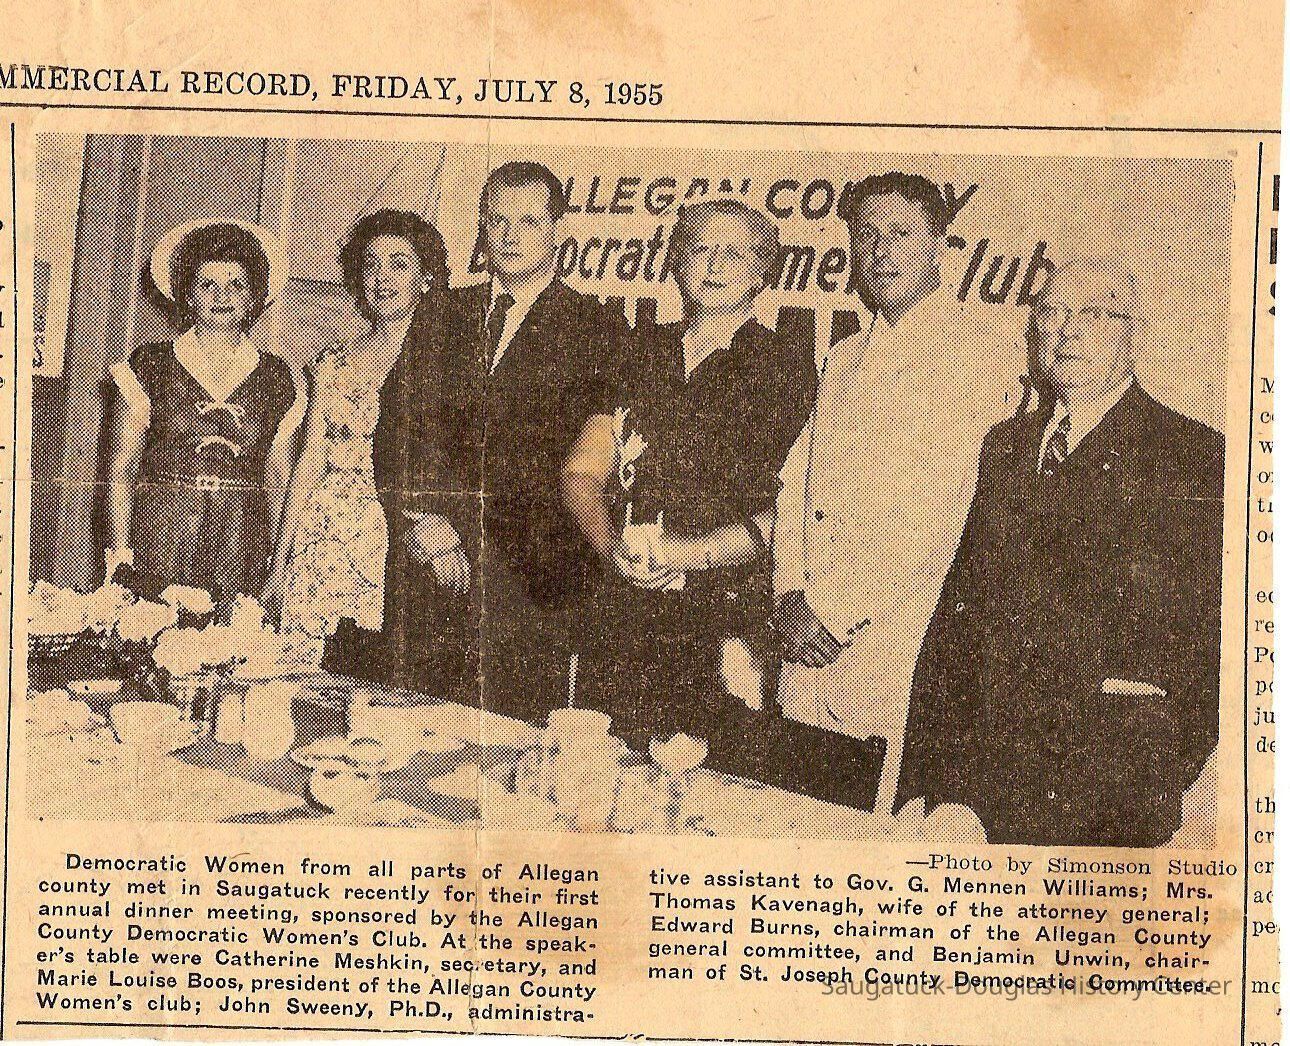 MMERCIAL RECORD, FRIDAY, JULY 8, 1955
ALLEGAN COUNTY
Democratic Women's Club
—Photo by Simonson Studio
Democratic Women from all parts of Allegan
county met in Saugatuck recently for their first
annual dinner meeting, sponsored by the Allegan
County Democratic Women's Club. At the speak-
er's table were Catherine Meshkin, secretary, and
Marie Louise Boos, president of the Allegan County
Women's club; John Sweeny, Ph.D., administra-
tive assistant to Gov. G. Mennen Williams; Mrs.
Thomas Kavenagh, wife of the attorney general;
Edward Burns, chairman of the Allegan County
general committee, and Benjamin Unwin, chair-
man of St. Joseph County Democratic Committee.
Saugatuck-Douglas History Center